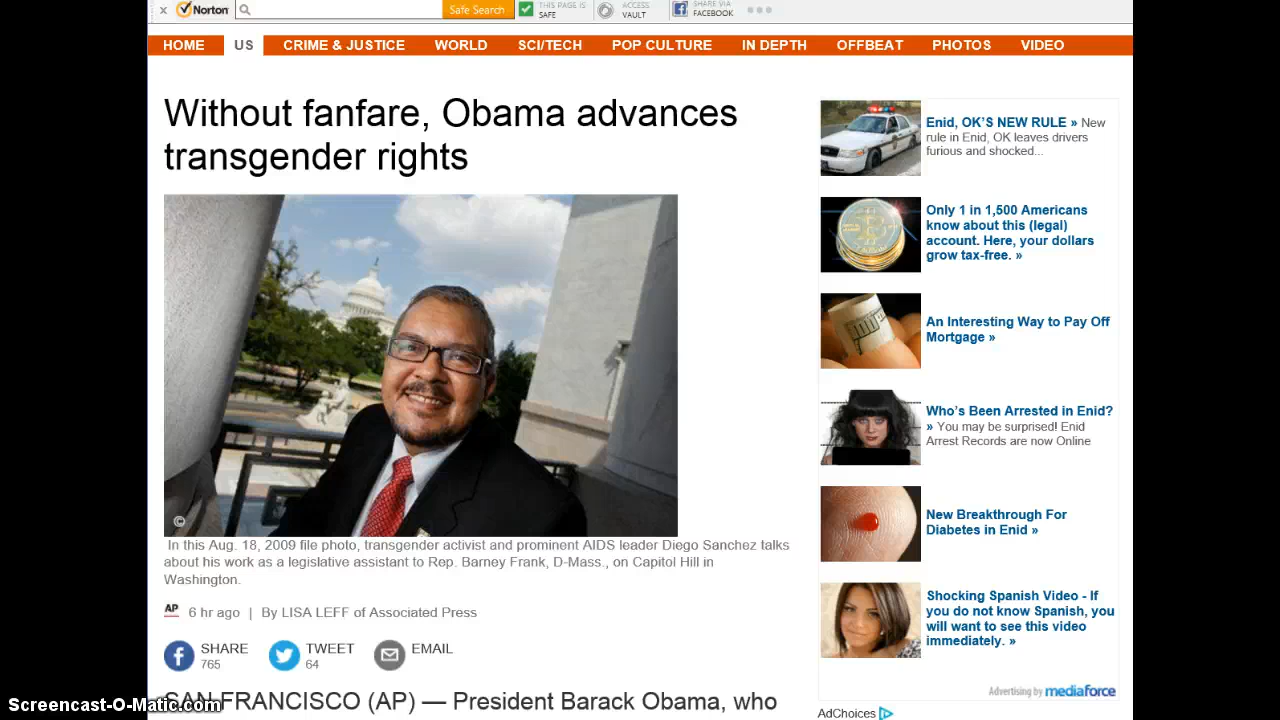 Norton
Safe Search
THIS PAGE IS
SAFE
ACCESS
VAULT
SHARE VIA
FACEBOOK
HOME US CRIME & JUSTICE WORLD SCI/TECH POP CULTURE IN DEPTH OFFBEAT PHOTOS VIDEO
Without fanfare, Obama advances
transgender rights
©
In this Aug. 18, 2009 file photo, transgender activist and prominent AIDS leader Diego Sanchez talks
about his work as a legislative assistant to Rep. Barney Frank, D-Mass., on Capitol Hill in
Washington.
AP 6 hr ago | By LISA LEFF of Associated Press
SHARE
765
TWEET
64
EMAIL
SAN FRANCISCO (AP) — President Barack Obama, who
Enid, OK'S NEW RULE » New
rule in Enid, OK leaves drivers
furious and shocked...
Only 1 in 1,500 Americans
know about this (legal)
account. Here, your dollars
grow tax-free. »
An Interesting Way to Pay Off
Mortgage »
Who's Been Arrested in Enid?
» You may be surprised! Enid
Arrest Records are now Online
New Breakthrough For
Diabetes in Enid »
Shocking Spanish Video - If
you do not know Spanish, you
will want to see this video
immediately. »
Advertising by mediaforce
AdChoices
Screencast-O-Matic.com